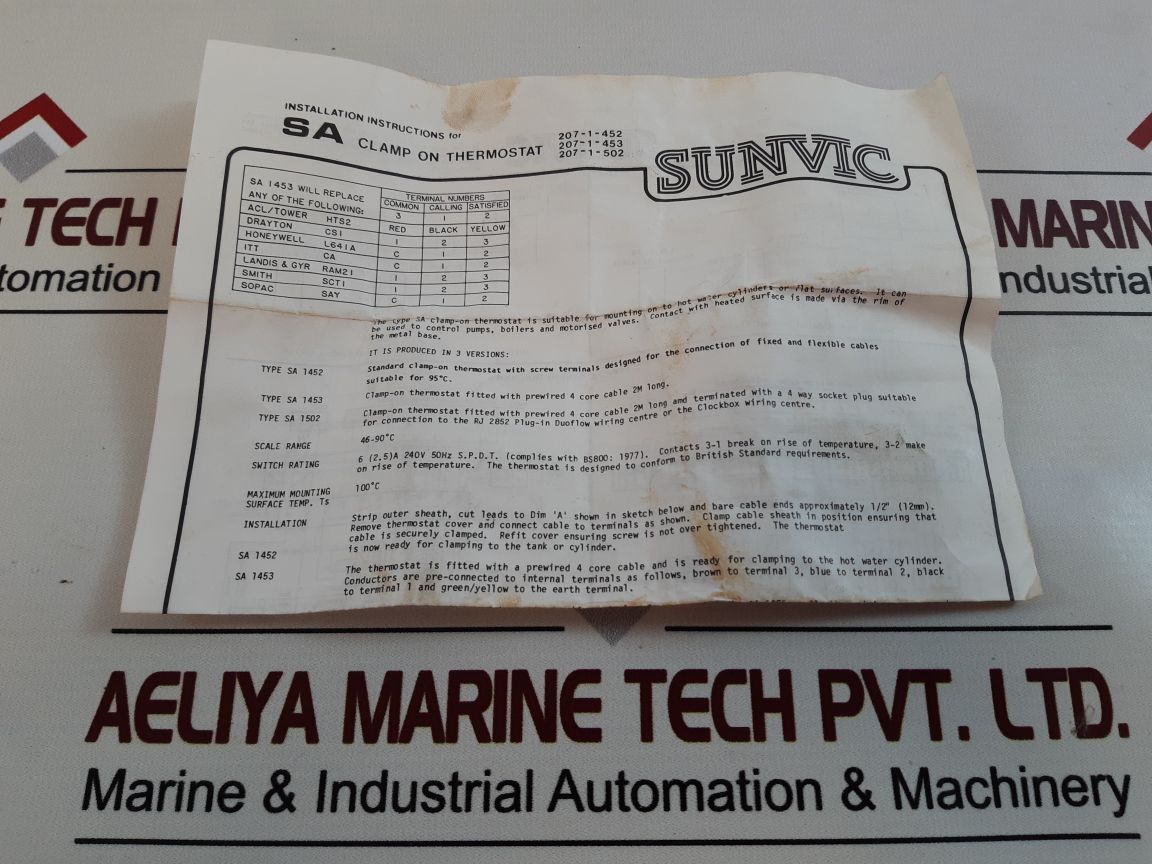 INSTALLATION INSTRUCTIONS for
SA CLAMP ON THERMOSTAT
207-1-452
207-1-453
207-1-502
SUNVIC
SA 1453 WILL REPLACE
ANY OF THE FOLLOWING:
TERMINAL NUMBERS
COMMON CALLING SATISFIED
ACL/TOWER HTS2 3 1 2
DRAYTON CS1 RED BLACK YELLOW
HONEYWELL L641A 1 2 3
ITT CA C 1 2
LANDIS & GYR RAM21 C 1 2
SMITH SCT1 1 2 3
SOPAC SAY 1 2 3
C 1 2
The type SA clamp-on thermostat is suitable for mounting on to hot water cylinders or flat surfaces. It can
be used to control pumps, boilers and motorised valves. Contact with heated surface is made via the rim of
the metal base.
IT IS PRODUCED IN 3 VERSIONS:
TYPE SA 1452 Standard clamp-on thermostat with screw terminals designed for the connection of fixed and flexible cables
suitable for 95°C.
TYPE SA 1453 Clamp-on thermostat fitted with prewired 4 core cable 2M long.
TYPE SA 1502 Clamp-on thermostat fitted with prewired 4 core cable 2M long and terminated with a 4 way socket plug suitable
for connection to the RJ 2852 Plug-in Duoflow wiring centre or the Clockbox wiring centre.
SCALE RANGE 46-90°C
SWITCH RATING 6 (2.5)A 240V 50Hz S.P.D.T. (complies with BS800: 1977). Contacts 3-1 break on rise of temperature, 3-2 make
on rise of temperature. The thermostat is designed to conform to British Standard requirements.
MAXIMUM MOUNTING 100°C
SURFACE TEMP. Ts
INSTALLATION Strip outer sheath, cut leads to Dim 'A' shown in sketch below and bare cable ends approximately 1/2" (12mm).
Remove thermostat cover and connect cable to terminals as shown. Clamp cable sheath in position ensuring that
cable is securely clamped. Refit cover ensuring screw is not over tightened. The thermostat
SA 1452 is now ready for clamping to the tank or cylinder.
SA 1453 The thermostat is fitted with a prewired 4 core cable and is ready for clamping to the hot water cylinder.
Conductors are pre-connected to internal terminals as follows, brown to terminal 3, blue to terminal 2, black
to terminal 1 and green/yellow to the earth terminal.
TECH
MARIN
tomation
ndustrial
AELIYA MARINE TECH PVT. LTD.
Marine & Industrial Automation & Machinery